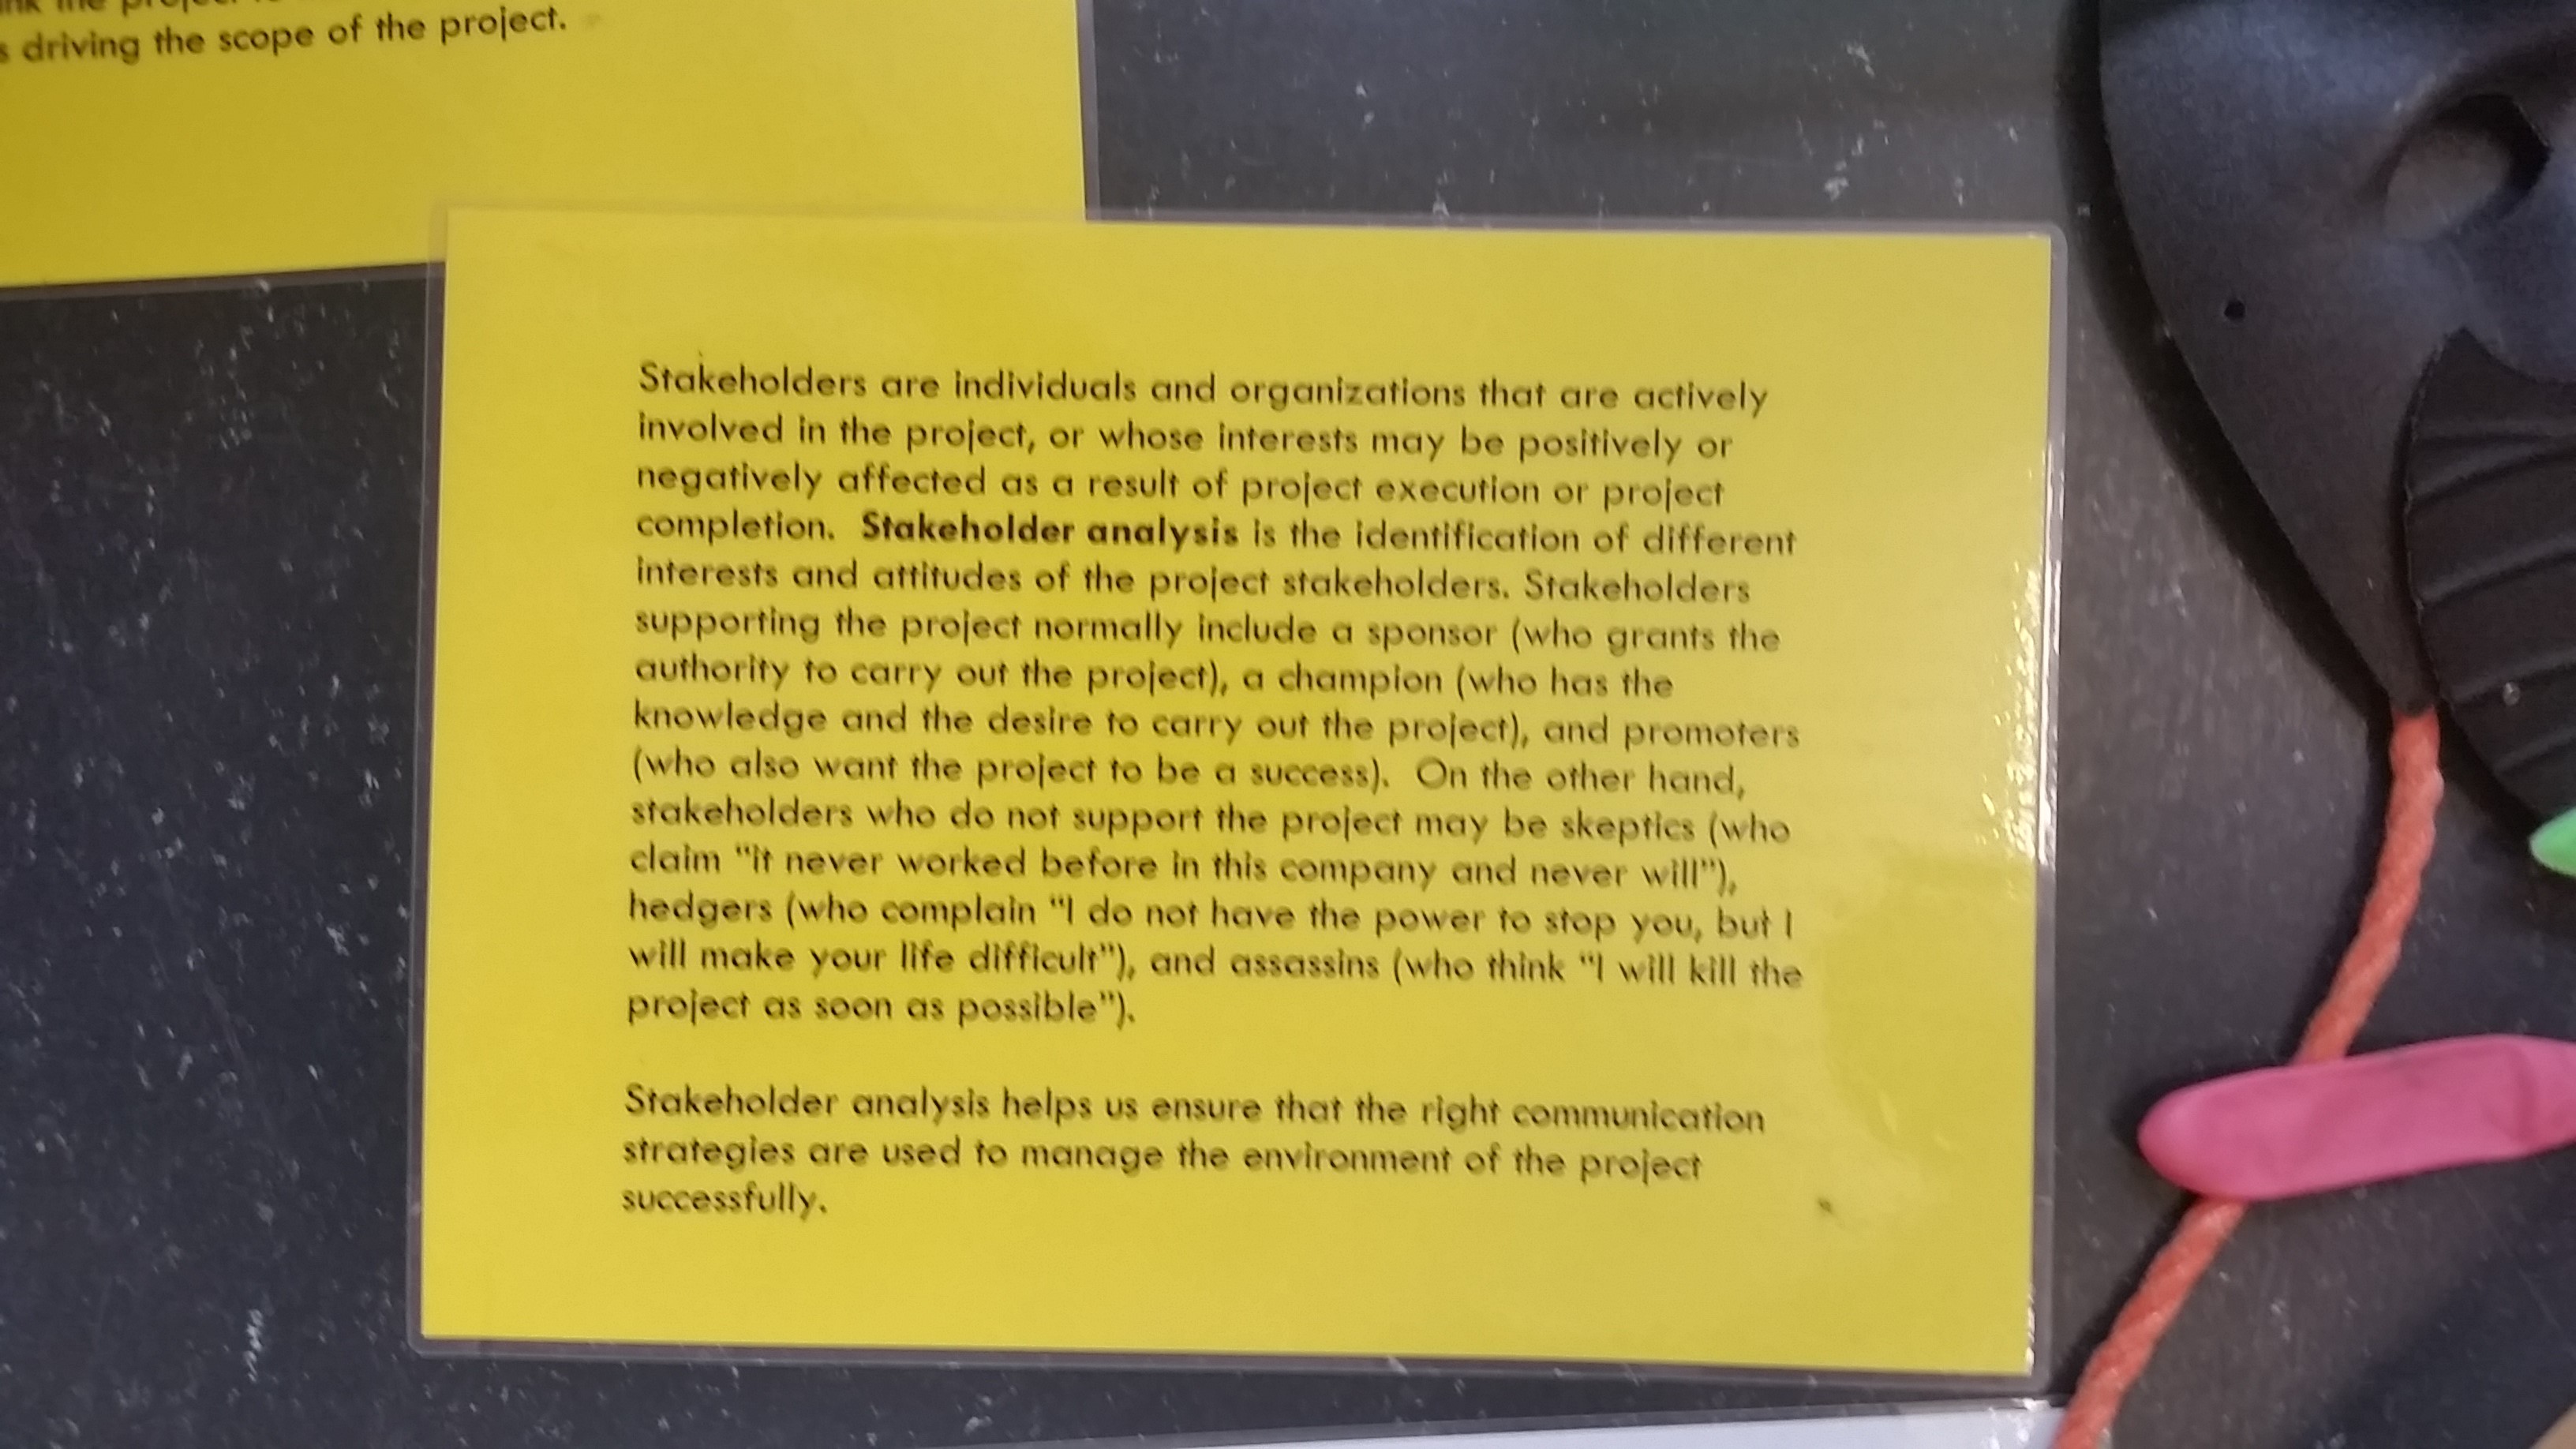 the project
s driving the scope of the project.
Stakeholders are individuals and organizations that are actively
involved in the project, or whose interests may be positively or
negatively affected as a result of project execution or project
completion. Stakeholder analysis is the identification of different
interests and attitudes of the project stakeholders. Stakeholders
supporting the project normally include a sponsor (who grants the
authority to carry out the project), a champion (who has the
knowledge and the desire to carry out the project), and promoters
(who also want the project to be a success). On the other hand,
stakeholders who do not support the project may be skeptics (who
claim "it never worked before in this company and never will"),
hedgers (who complain "I do not have the power to stop you, but I
will make your life difficult"), and assassins (who think "I will kill the
project as soon as possible").
Stakeholder analysis helps us ensure that the right communication
strategies are used to manage the environment of the project
successfully.